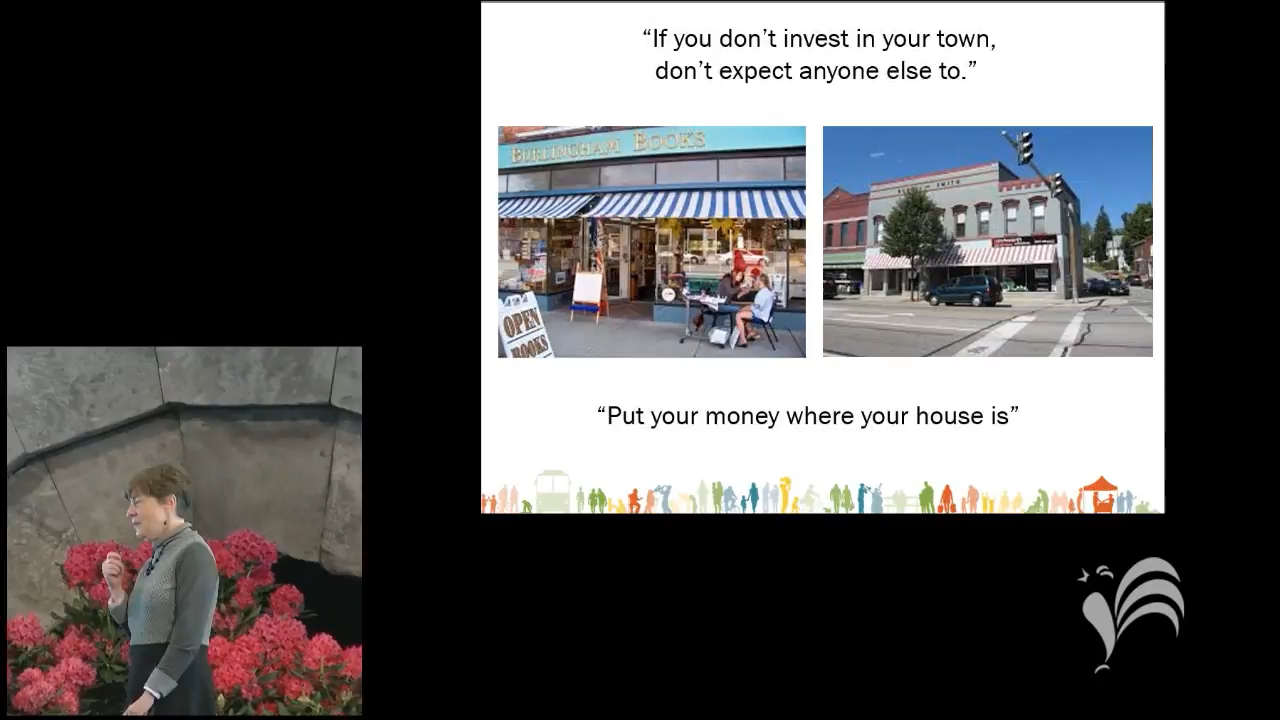 “If you don’t invest in your town,
don’t expect anyone else to.”
BURLINGHAM BOOKS
OPEN
BOOKS
“Put your money where your house is”